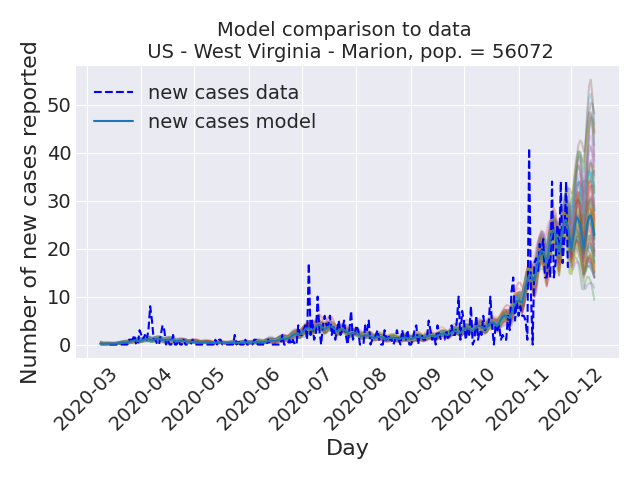 Model comparison to data
US - West Virginia - Marion, pop. = 56072
Number of new cases reported
50
40
30
20
10
0
new cases data
new cases model
2020-03
2020-04
2020-05
2020-06
2020-07
2020-08
2020-09
2020-10
2020-11
2020-12
Day